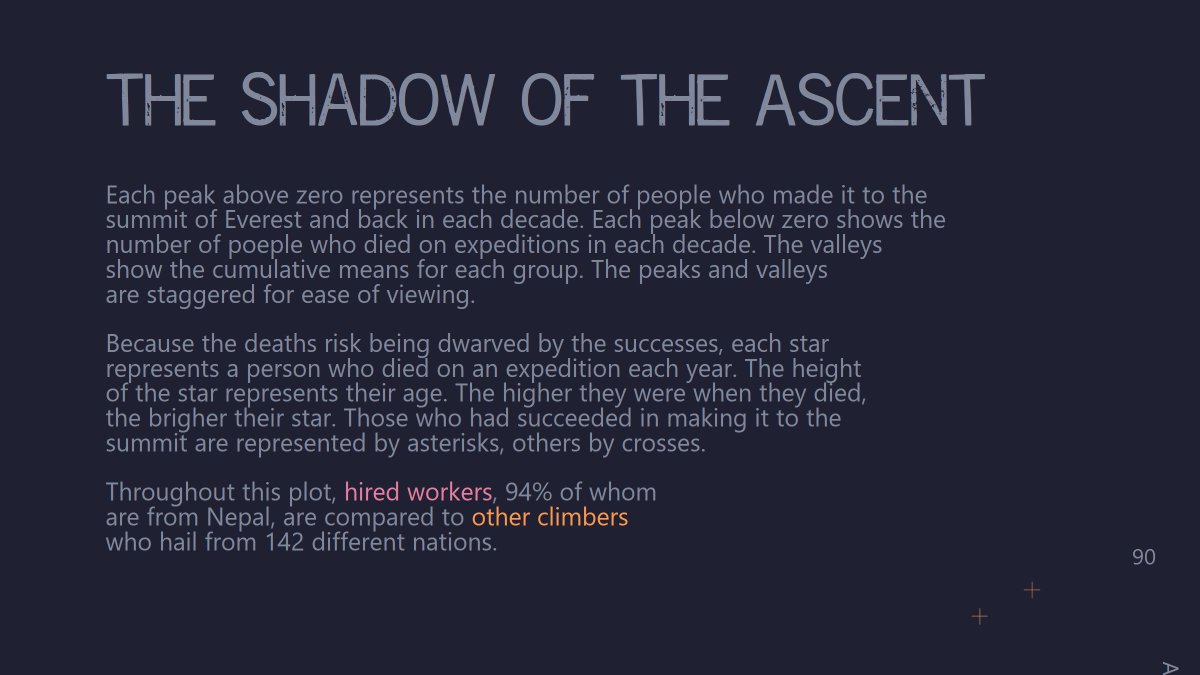 THE SHADOW OF THE ASCENT
Each peak above zero represents the number of people who made it to the
summit of Everest and back in each decade. Each peak below zero shows the
number of poeple who died on expeditions in each decade. The valleys
show the cumulative means for each group. The peaks and valleys
are staggered for ease of viewing.
Because the deaths risk being dwarved by the successes, each star
represents a person who died on an expedition each year. The height
of the star represents their age. The higher they were when they died,
the brigher their star. Those who had succeeded in making it to the
summit are represented by asterisks, others by crosses.
Throughout this plot, hired workers, 94% of whom
are from Nepal, are compared to other climbers
who hail from 142 different nations.
90
A